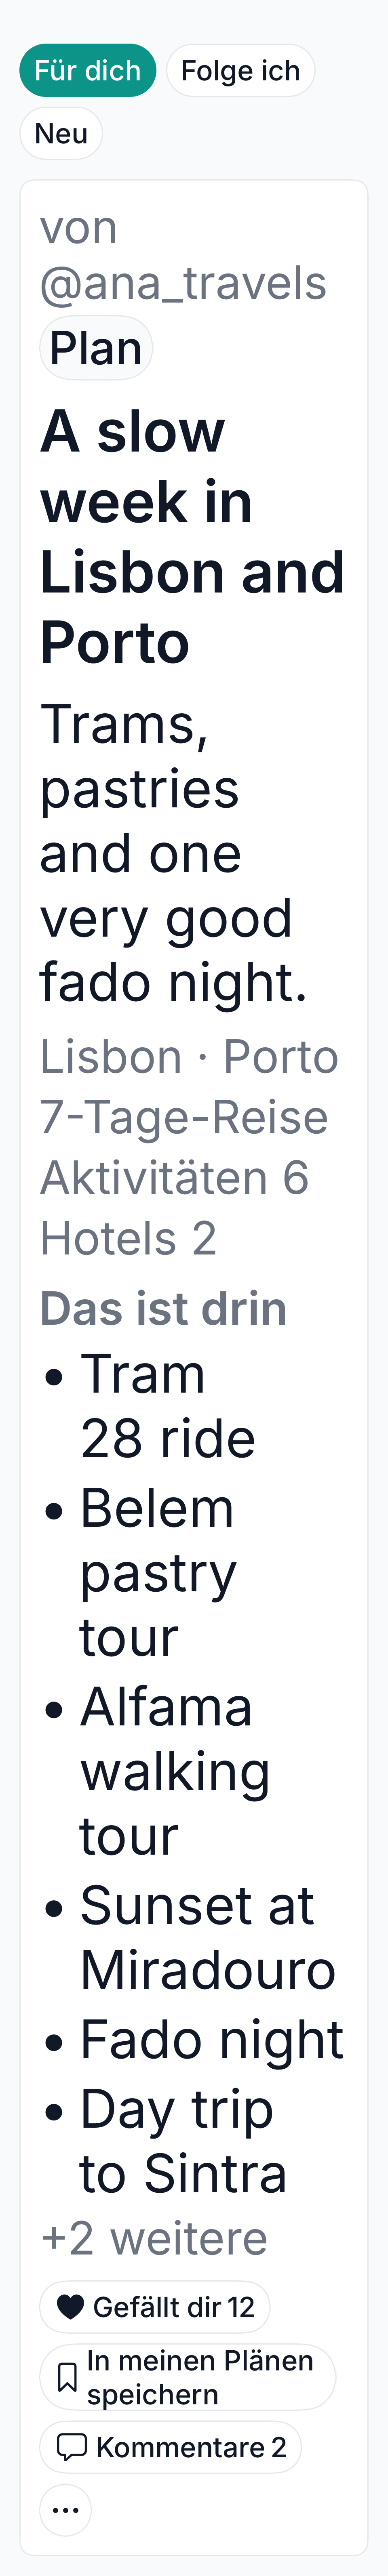 Für dich Folge ich
Neu
von
@ana_travels
Plan
A slow
week in
Lisbon and
Porto
Trams,
pastries
and one
very good
fado night.
Lisbon · Porto
7-Tage-Reise
Aktivitäten 6
Hotels 2
Das ist drin
• Tram
28 ride
• Belem
pastry
tour
• Alfama
walking
tour
• Sunset at
Miradouro
• Fado night
• Day trip
to Sintra
+2 weitere
Gefällt dir 12
In meinen Plänen
speichern
Kommentare 2